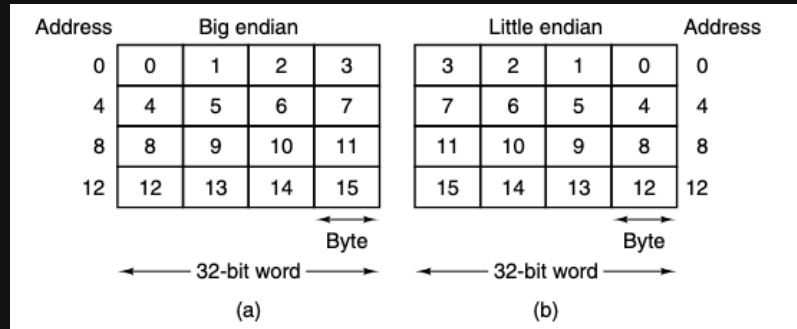 Address Big endian Little endian Address
0 0 1 2 3 3 2 1 0 0
4 4 5 6 7 7 6 5 4 4
8 8 9 10 11 11 10 9 8 8
12 12 13 14 15 15 14 13 12 12
Byte Byte
32-bit word 32-bit word
(a) (b)